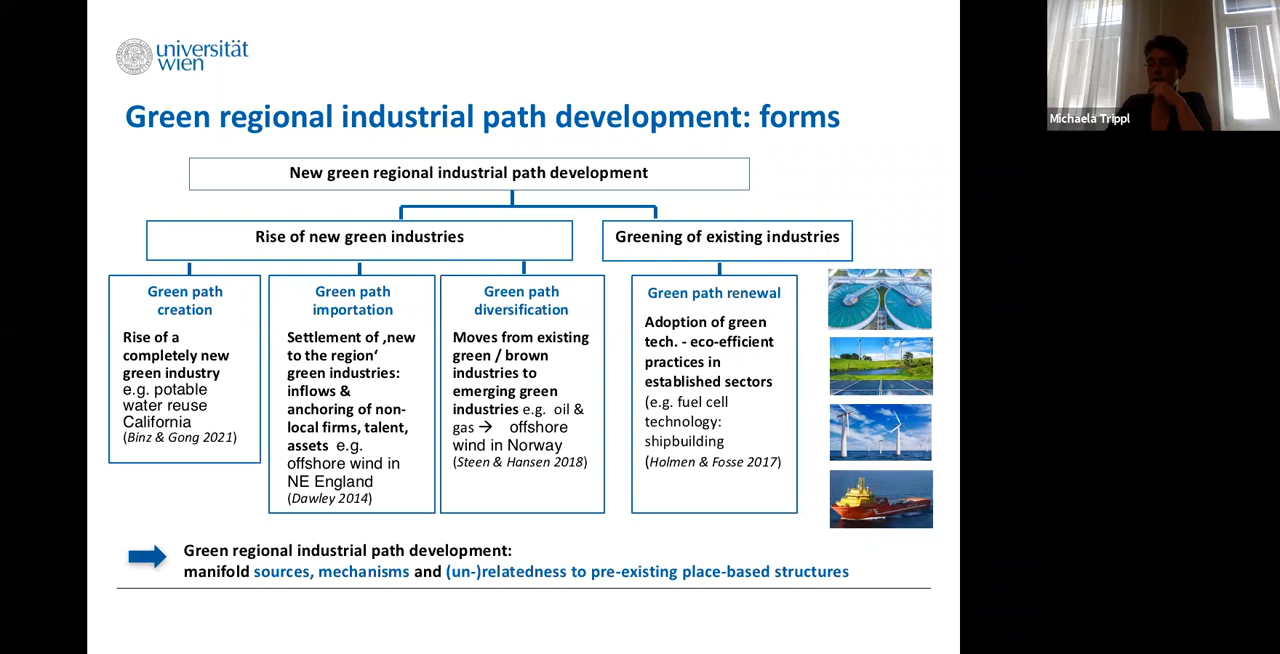 universität
wien
Green regional industrial path development: forms
New green regional industrial path development
Rise of new green industries
Greening of existing industries
Green path
creation
Rise of a
completely new
green industry
e.g. potable
water reuse
California
(Binz & Gong 2021)
Green path
importation
Settlement of ‚new
to the region‘
green industries:
inflows &
anchoring of non-
local firms, talent,
assets e.g.
offshore wind in
NE England
(Dawley 2014)
Green path
diversification
Moves from existing
green / brown
industries to
emerging green
industries e.g. oil &
gas → offshore
wind in Norway
(Steen & Hansen 2018)
Green path renewal
Adoption of green
tech. - eco-efficient
practices in
established sectors
(e.g. fuel cell
technology:
shipbuilding
(Holmen & Fosse 2017)
Green regional industrial path development:
manifold sources, mechanisms and (un-)relatedness to pre-existing place-based structures
Michaela Trippl